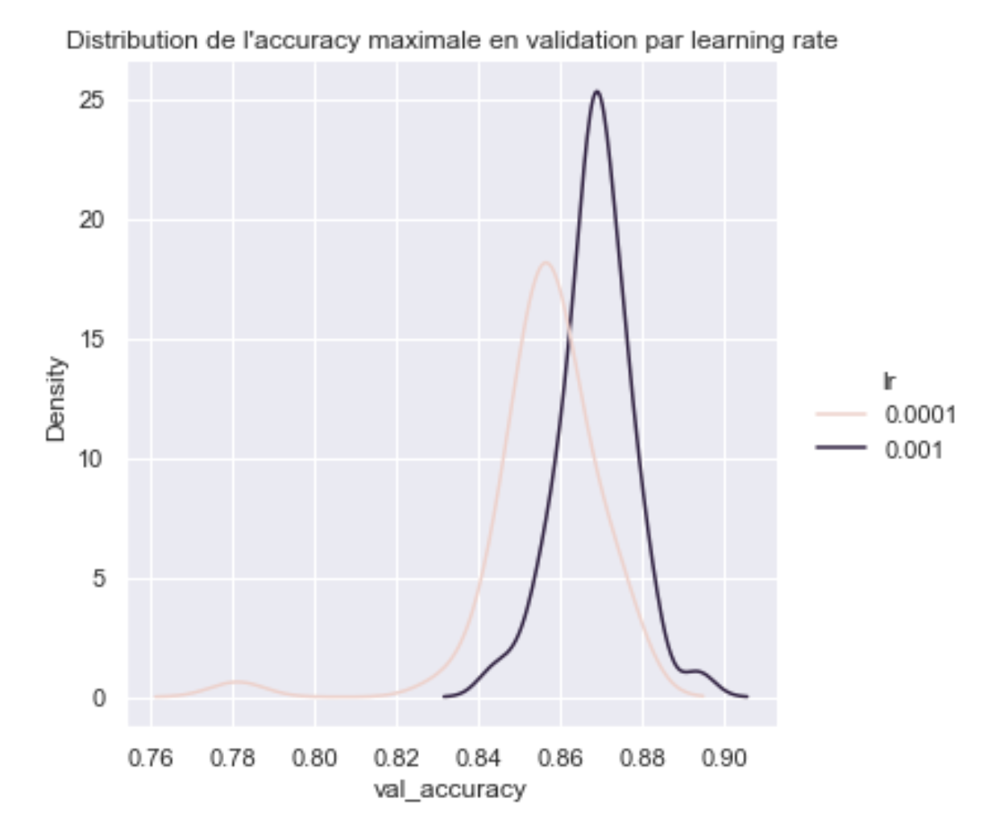 Distribution de l'accuracy maximale en validation par learning rate
25
20
15
10
5
0
Density
0.76 0.78 0.80 0.82 0.84 0.86 0.88 0.90
val_accuracy
lr
0.0001
0.001